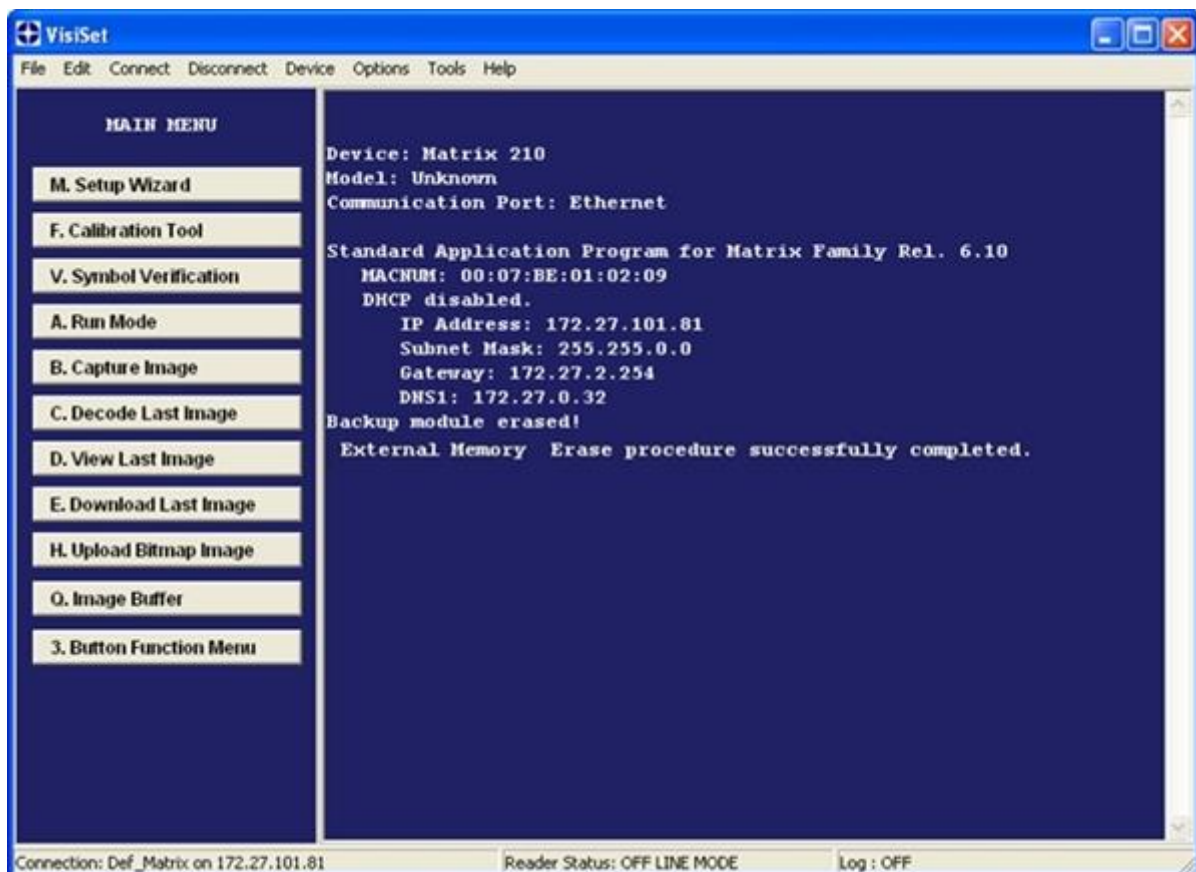 VisiSet
File Edit Connect Disconnect Device Options Tools Help
MAIN MENU
M. Setup Wizard
F. Calibration Tool
V. Symbol Verification
A. Run Mode
B. Capture Image
C. Decode Last Image
D. View Last Image
E. Download Last Image
H. Upload Bitmap Image
Q. Image Buffer
3. Button Function Menu
Device: Matrix 210
Model: Unknown
Communication Port: Ethernet
Standard Application Program for Matrix Family Rel. 6.10
MACNUM: 00:07:BE:01:02:09
DHCP disabled.
IP Address: 172.27.101.81
Subnet Mask: 255.255.0.0
Gateway: 172.27.2.254
DNS1: 172.27.0.32
Backup module erased!
External Memory Erase procedure successfully completed.
Connection: Def_Matrix on 172.27.101.81
Reader Status: OFF LINE MODE
Log : OFF